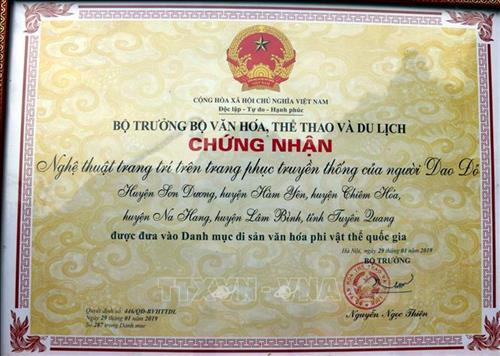 CỘNG HÒA XÃ HỘI CHỦ NGHĨA VIỆT NAM
Độc lập - Tự do - Hạnh phúc
BỘ TRƯỞNG BỘ VĂN HÓA, THỂ THAO VÀ DU LỊCH
CHỨNG NHẬN
Nghệ thuật trang trí trên trang phục truyền thống của người Dao Đỏ
Huyện Sơn Dương, huyện Hàm Yên, huyện Chiêm Hóa,
huyện Na Hang, huyện Lâm Bình, tỉnh Tuyên Quang
được đưa vào Danh mục di sản văn hóa phi vật thể quốc gia
Hà Nội, ngày 29 tháng 01 năm 2019
BỘ TRƯỞNG
Quyết định số: 446/QĐ-BVHTTDL
Ngày 29 tháng 01 năm 2019
Số 287 trong Danh mục
Nguyễn Ngọc Thiện